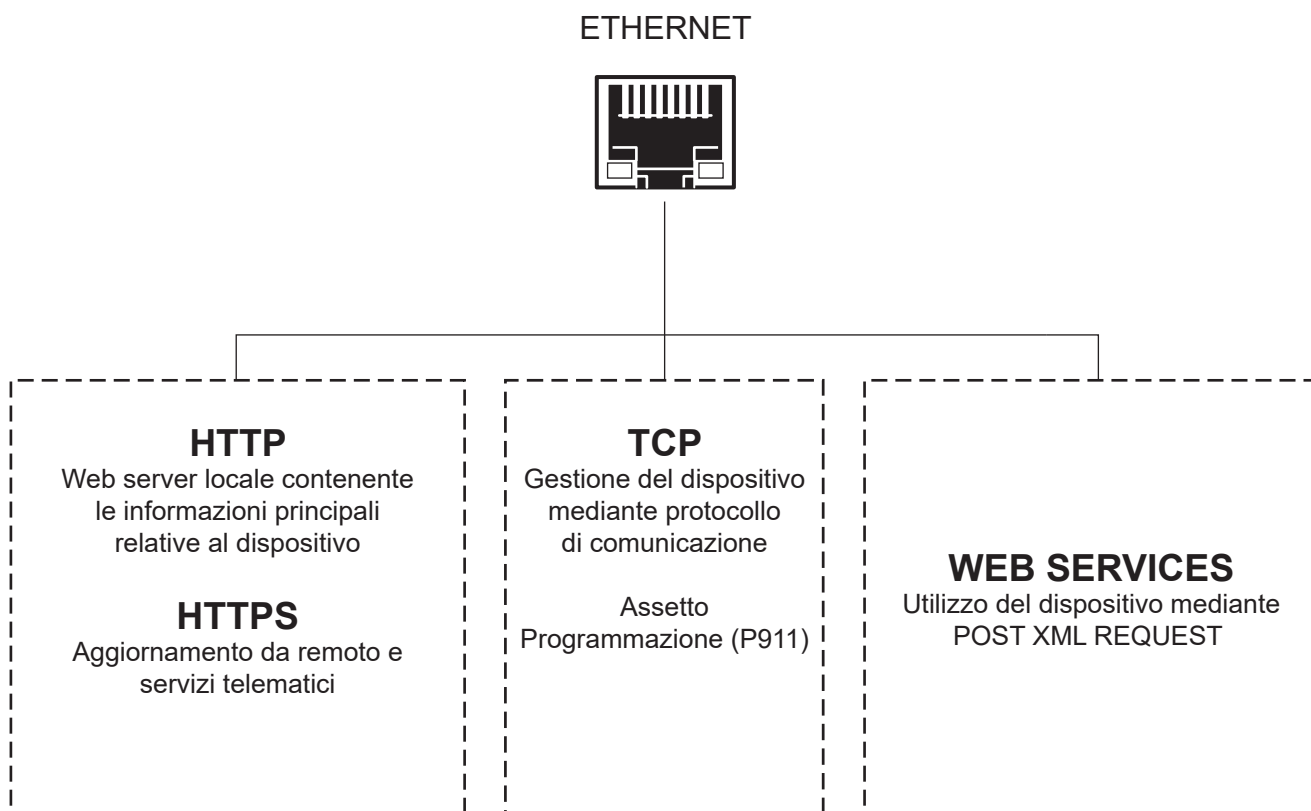 ETHERNET
HTTP
Web server locale contenente
le informazioni principali
relative al dispositivo
HTTPS
Aggiornamento da remoto e
servizi telematici
TCP
Gestione del dispositivo
mediante protocollo
di comunicazione
Assetto
Programmazione (P911)
WEB SERVICES
Utilizzo del dispositivo mediante
POST XML REQUEST